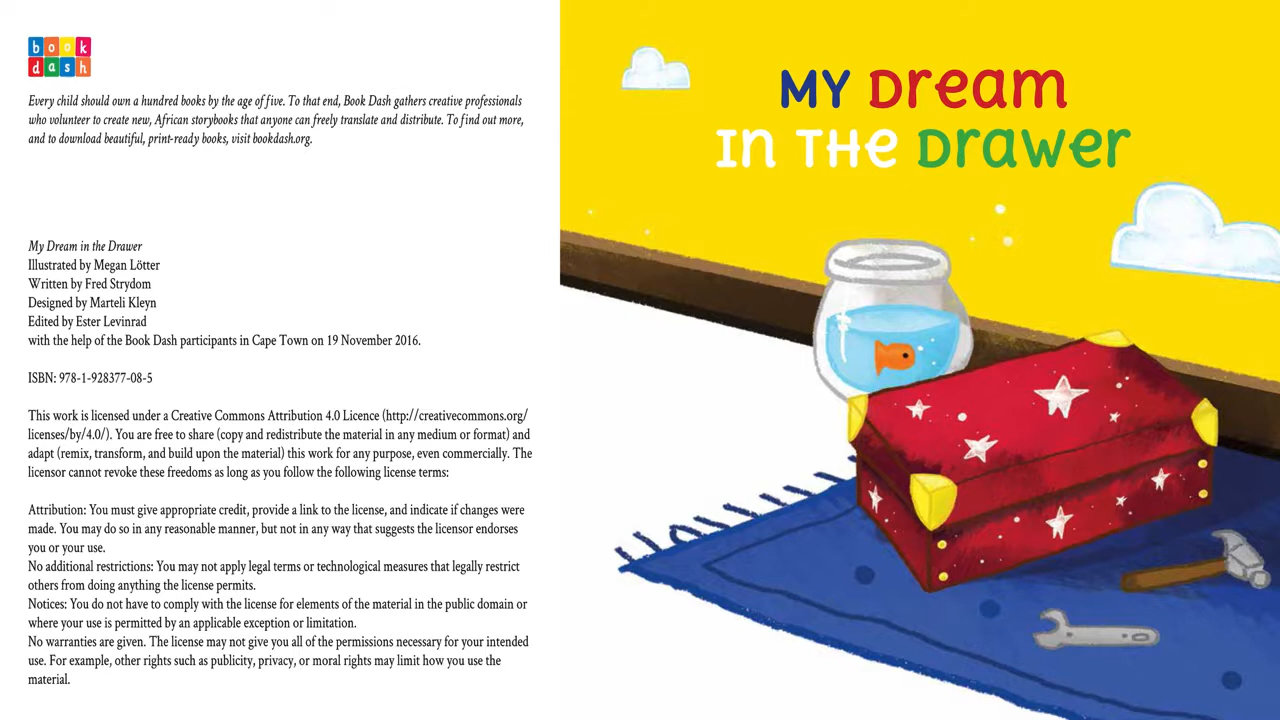 book
dash
Every child should own a hundred books by the age of five. To that end, Book Dash gathers creative professionals
who volunteer to create new, African storybooks that anyone can freely translate and distribute. To find out more,
and to download beautiful, print-ready books, visit bookdash.org.
My Dream in the Drawer
Illustrated by Megan Lötter
Written by Fred Strydom
Designed by Marteli Kleyn
Edited by Ester Levinrad
with the help of the Book Dash participants in Cape Town on 19 November 2016.
ISBN: 978-1-928377-08-5
This work is licensed under a Creative Commons Attribution 4.0 Licence (http://creativecommons.org/
licenses/by/4.0/). You are free to share (copy and redistribute the material in any medium or format) and
adapt (remix, transform, and build upon the material) this work for any purpose, even commercially. The
licensor cannot revoke these freedoms as long as you follow the following license terms:
Attribution: You must give appropriate credit, provide a link to the license, and indicate if changes were
made. You may do so in any reasonable manner, but not in any way that suggests the licensor endorses
you or your use.
No additional restrictions: You may not apply legal terms or technological measures that legally restrict
others from doing anything the license permits.
Notices: You do not have to comply with the license for elements of the material in the public domain or
where your use is permitted by an applicable exception or limitation.
No warranties are given. The license may not give you all of the permissions necessary for your intended
use. For example, other rights such as publicity, privacy, or moral rights may limit how you use the
material.
MY Dream
IN THE Drawer